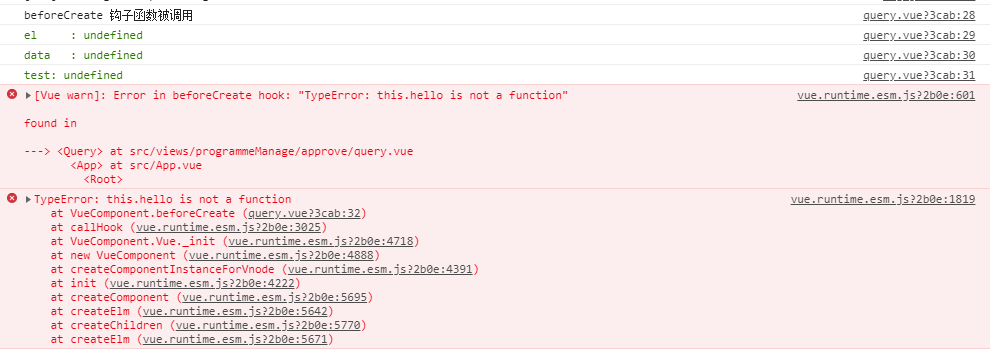 beforeCreate 钩子函数被调用 query.vue?3cab:28
el     : undefined query.vue?3cab:29
data   : undefined query.vue?3cab:30
test: undefined query.vue?3cab:31
[Vue warn]: Error in beforeCreate hook: "TypeError: this.hello is not a function" vue.runtime.esm.js?2b0e:601
found in
---> <Query> at src/views/programmeManage/approve/query.vue
<App> at src/App.vue
<Root>
TypeError: this.hello is not a function vue.runtime.esm.js?2b0e:1819
at VueComponent.beforeCreate (query.vue?3cab:32)
at callHook (vue.runtime.esm.js?2b0e:3025)
at VueComponent.Vue._init (vue.runtime.esm.js?2b0e:4718)
at new VueComponent (vue.runtime.esm.js?2b0e:4888)
at createComponentInstanceForVnode (vue.runtime.esm.js?2b0e:4391)
at init (vue.runtime.esm.js?2b0e:4222)
at createComponent (vue.runtime.esm.js?2b0e:5695)
at createElm (vue.runtime.esm.js?2b0e:5642)
at createChildren (vue.runtime.esm.js?2b0e:5770)
at createElm (vue.runtime.esm.js?2b0e:5671)